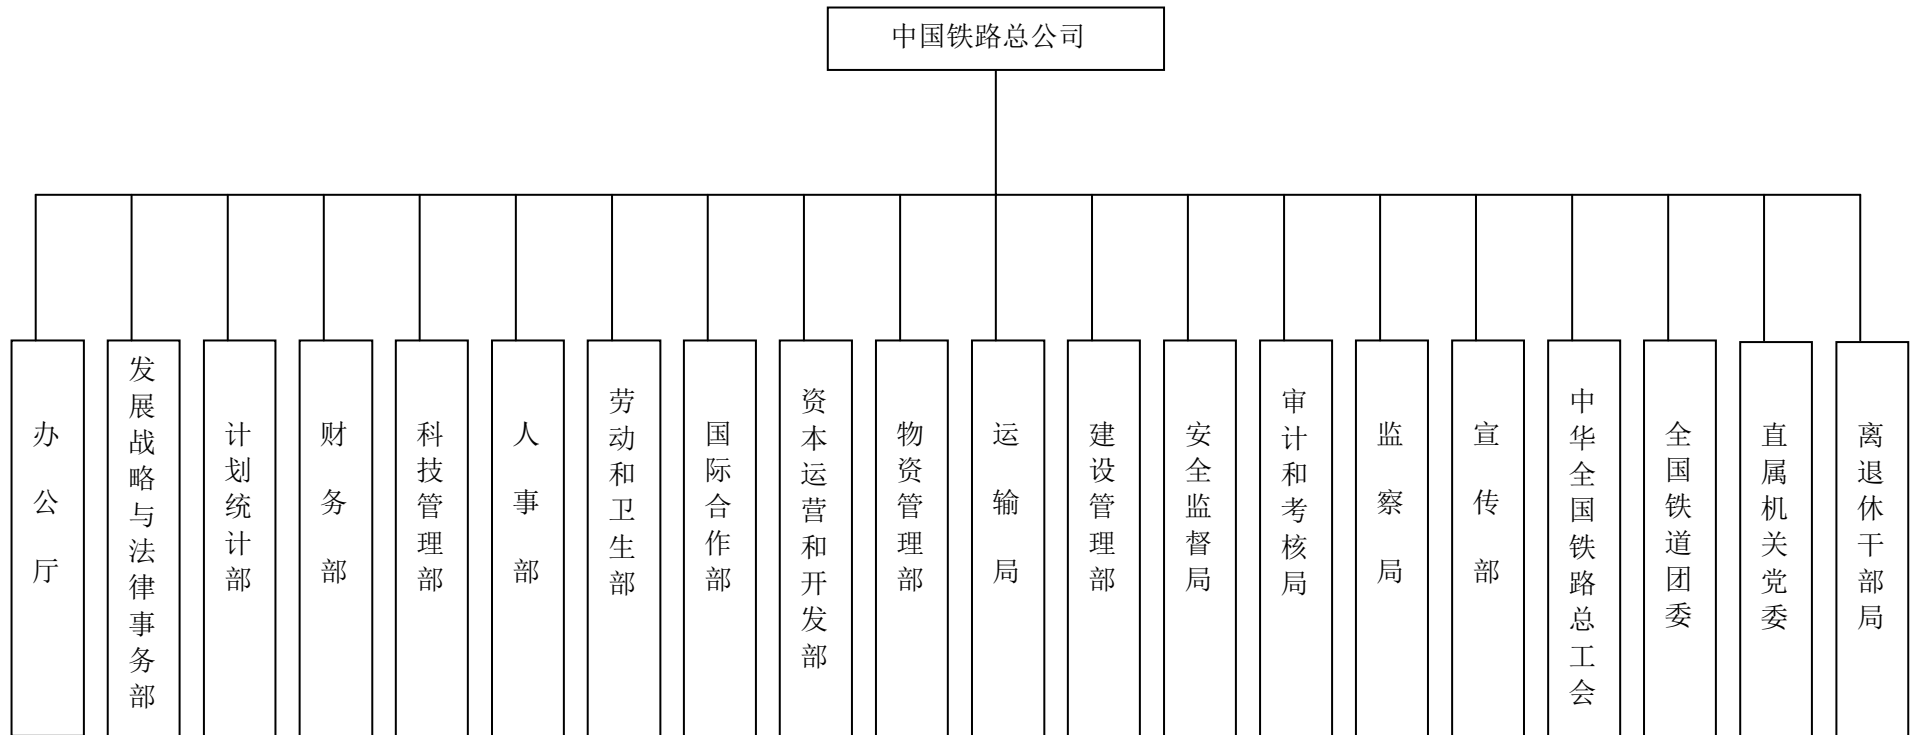 中国铁路总公司
办公厅
发展战略与法律事务部
计划统计部
财务部
科技管理部
人事部
劳动和卫生部
国际合作部
资本运营和开发部
物资管理部
运输局
建设管理部
安全监督局
审计和考核局
监察局
宣传部
中华全国铁路总工会
全国铁道团委
直属机关党委
离退休干部局